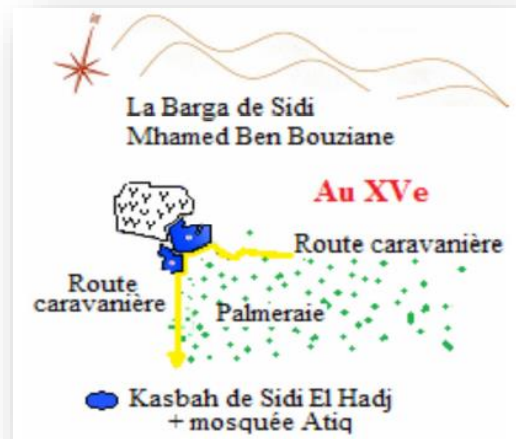 La Barga de Sidi
Mhamed Ben Bouziane
Au XVe
Route caravanière
Route
caravanière
Palmeraie
Kasbah de Sidi El Hadj
+ mosquée Atiq